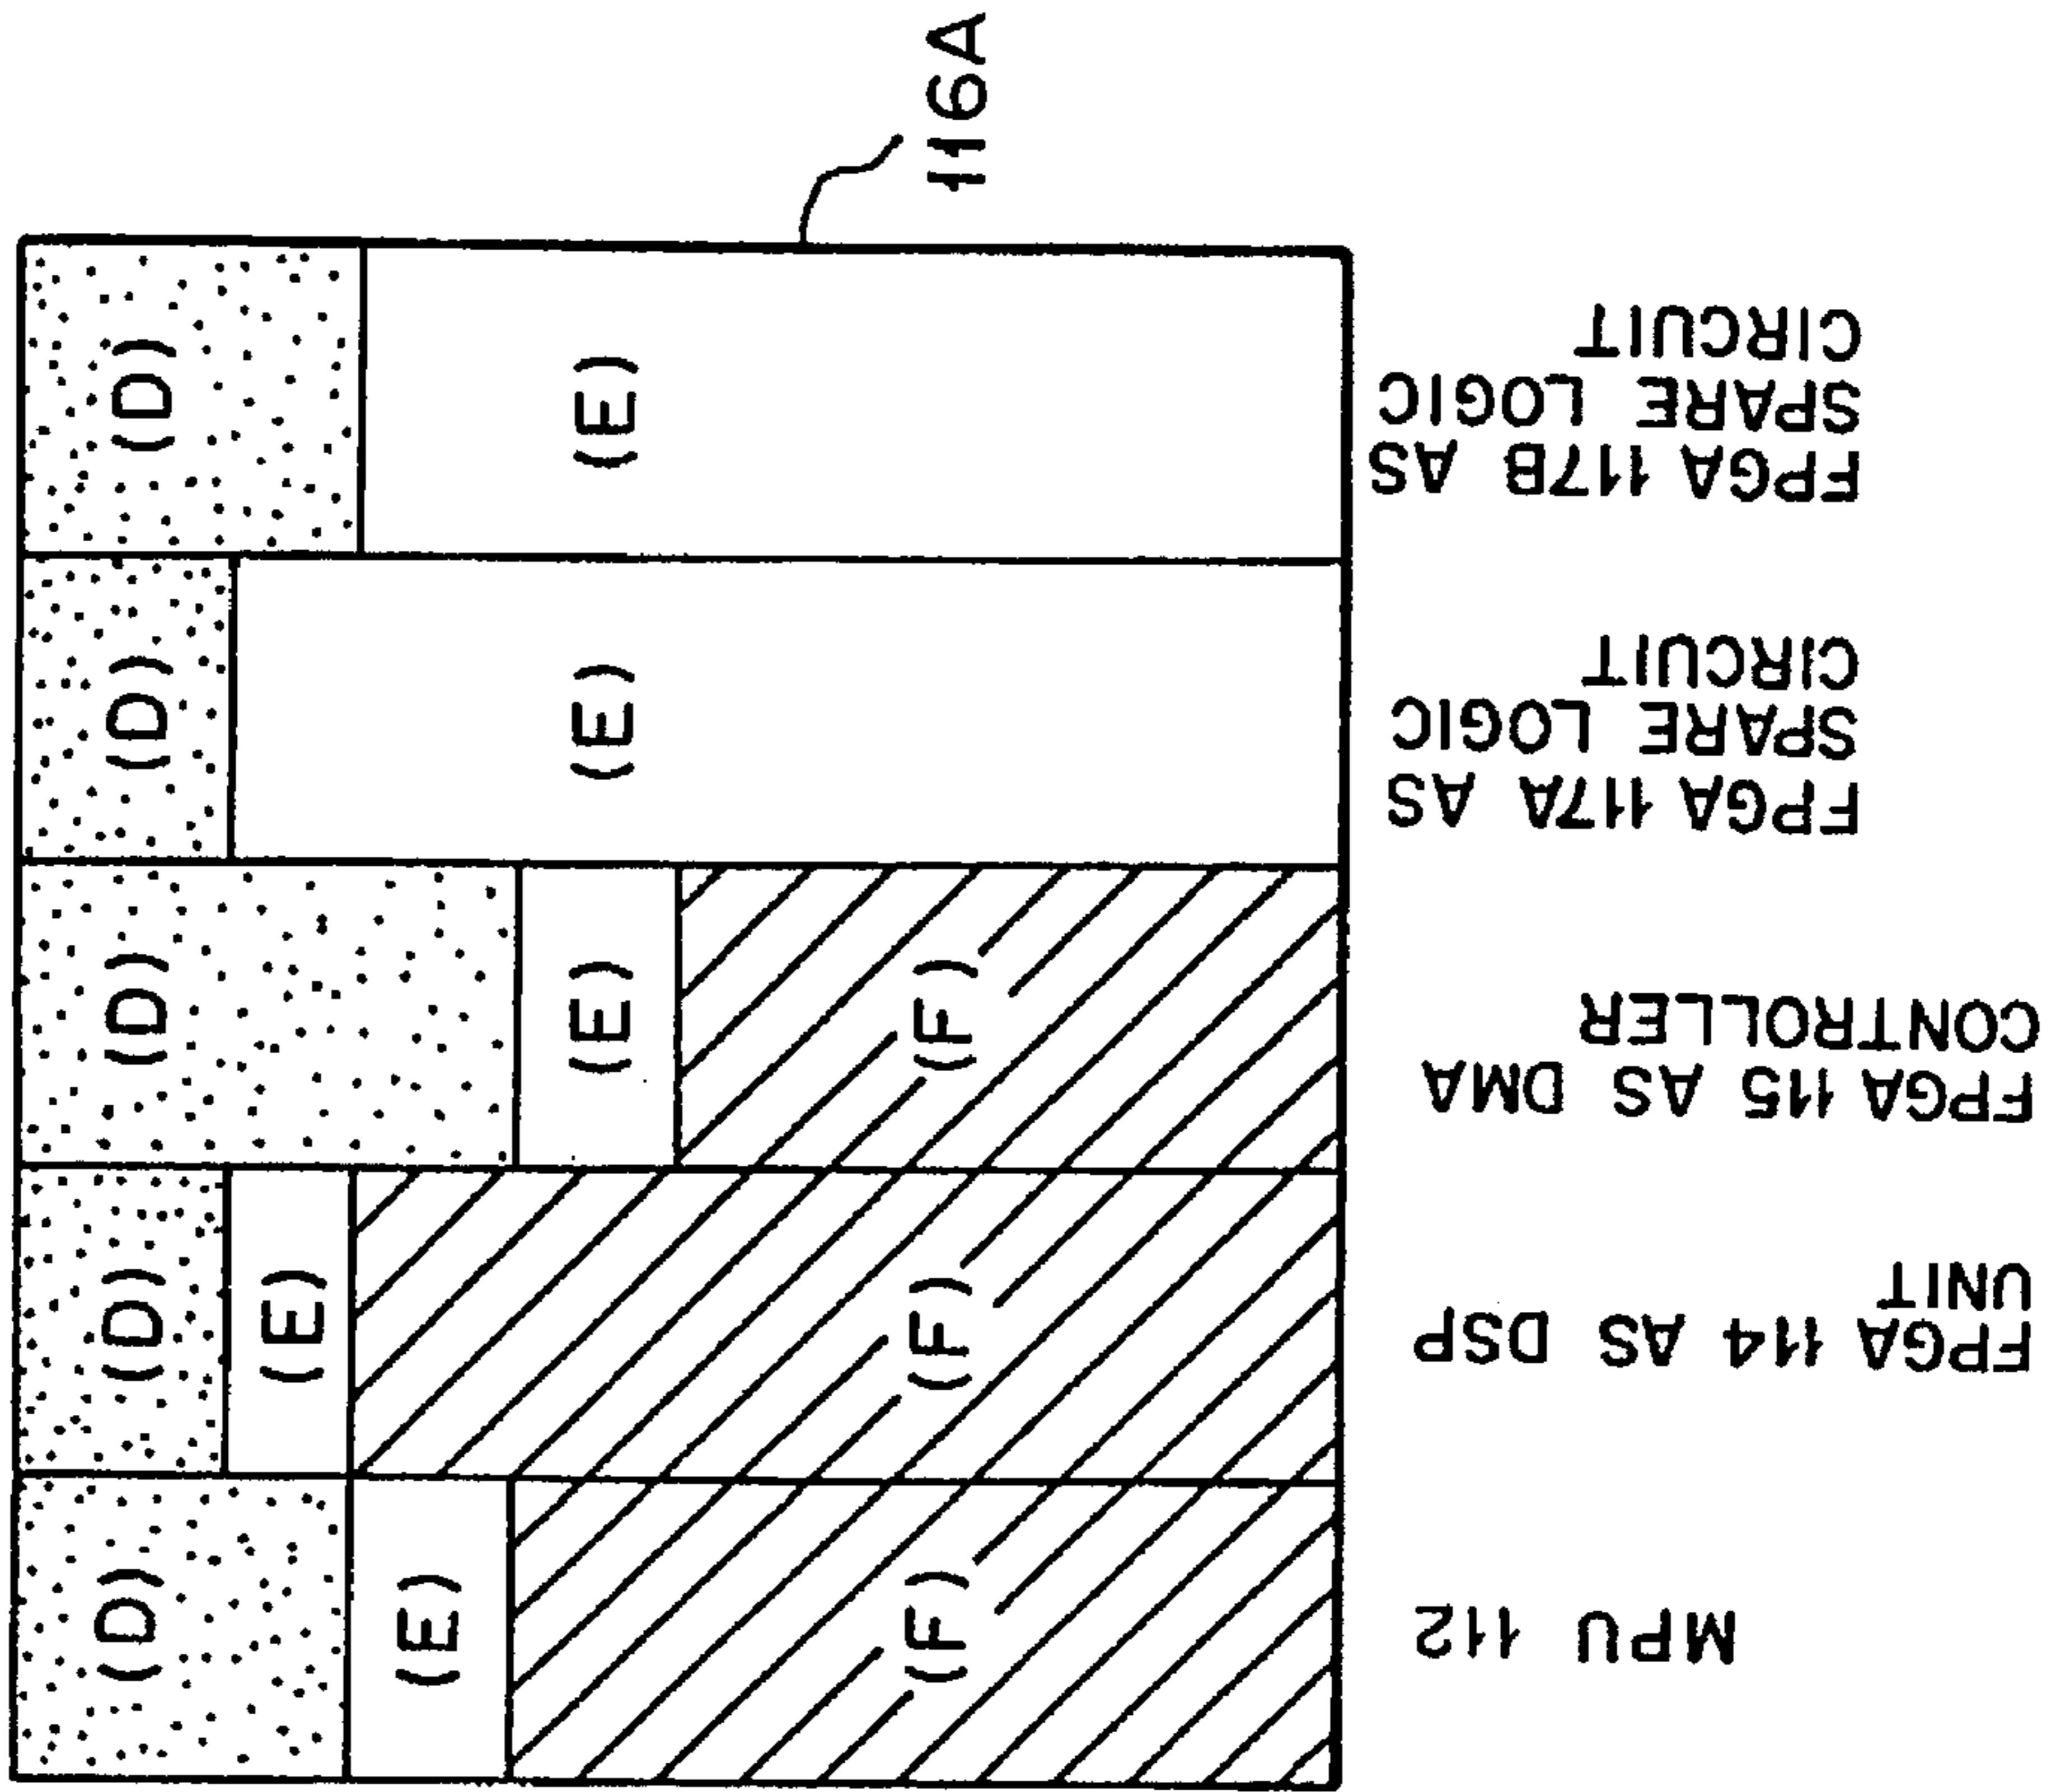 116A
(D)
(E)
FPGA 117B AS
SPARE LOGIC
CIRCUIT
(D)
(E)
FPGA 117A AS
SPARE LOGIC
CIRCUIT
(D)
(E)
(F)
FPGA 115 AS DMA
CONTROLLER
(D)
(E)
(F)
FPGA 114 AS DSP
UNIT
(D)
(E)
(F)
MPU 112